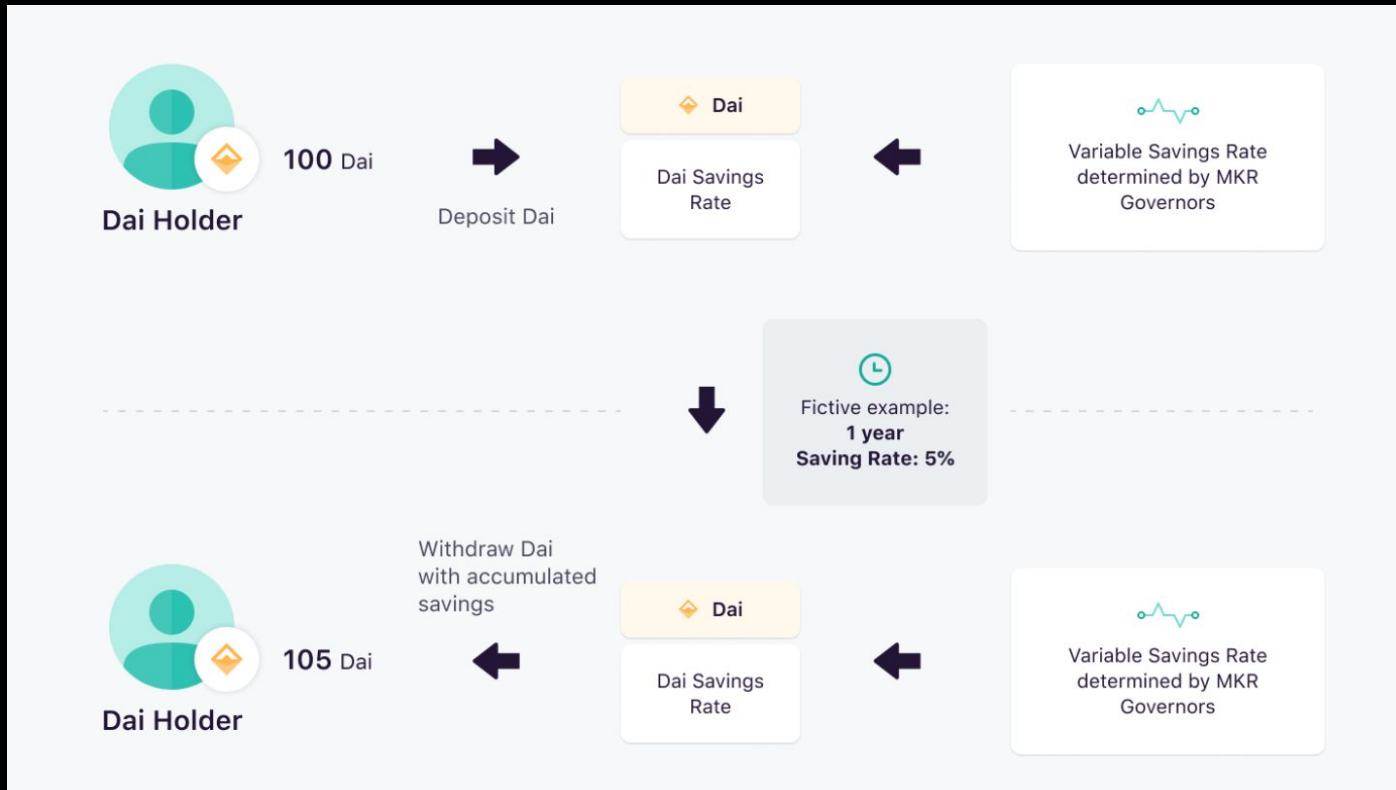 Dai Holder
100 Dai
Deposit Dai
Dai
Dai Savings
Rate
Variable Savings Rate
determined by MKR
Governors
Fictive example:
1 year
Saving Rate: 5%
Dai Holder
105 Dai
Withdraw Dai
with accumulated
savings
Dai
Dai Savings
Rate
Variable Savings Rate
determined by MKR
Governors